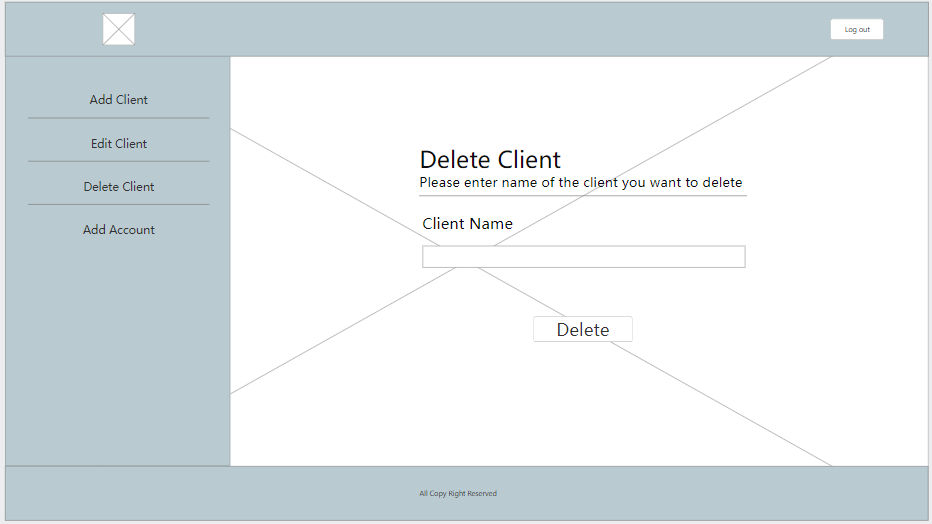 Log out
Add Client
Edit Client
Delete Client
Add Account
Delete Client
Please enter name of the client you want to delete
Client Name
Delete
All Copy Right Reserved